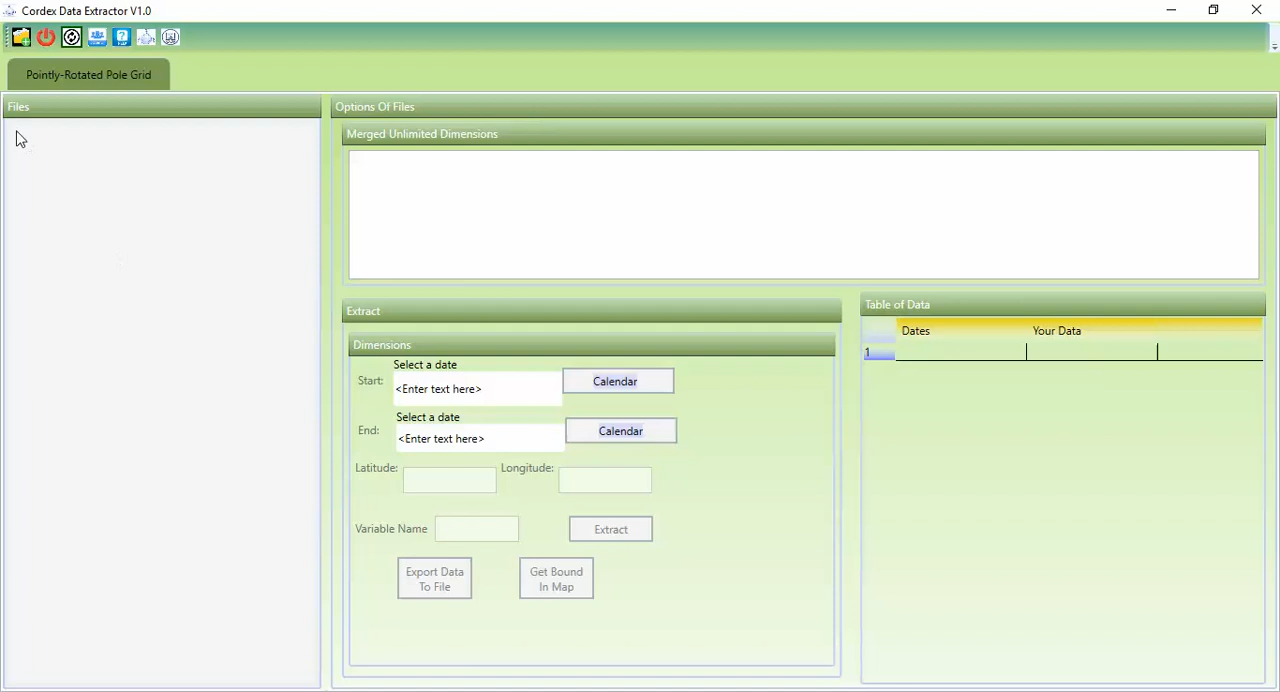 Cordex Data Extractor V1.0
Pointly-Rotated Pole Grid
Files
Options Of Files
Merged Unlimited Dimensions
Extract
Dimensions
Select a date
Start:
<Enter text here>
Calendar
Select a date
End:
<Enter text here>
Calendar
Latitude:
Longitude:
Variable Name
Extract
Export Data
To File
Get Bound
In Map
Table of Data
Dates
Your Data
1